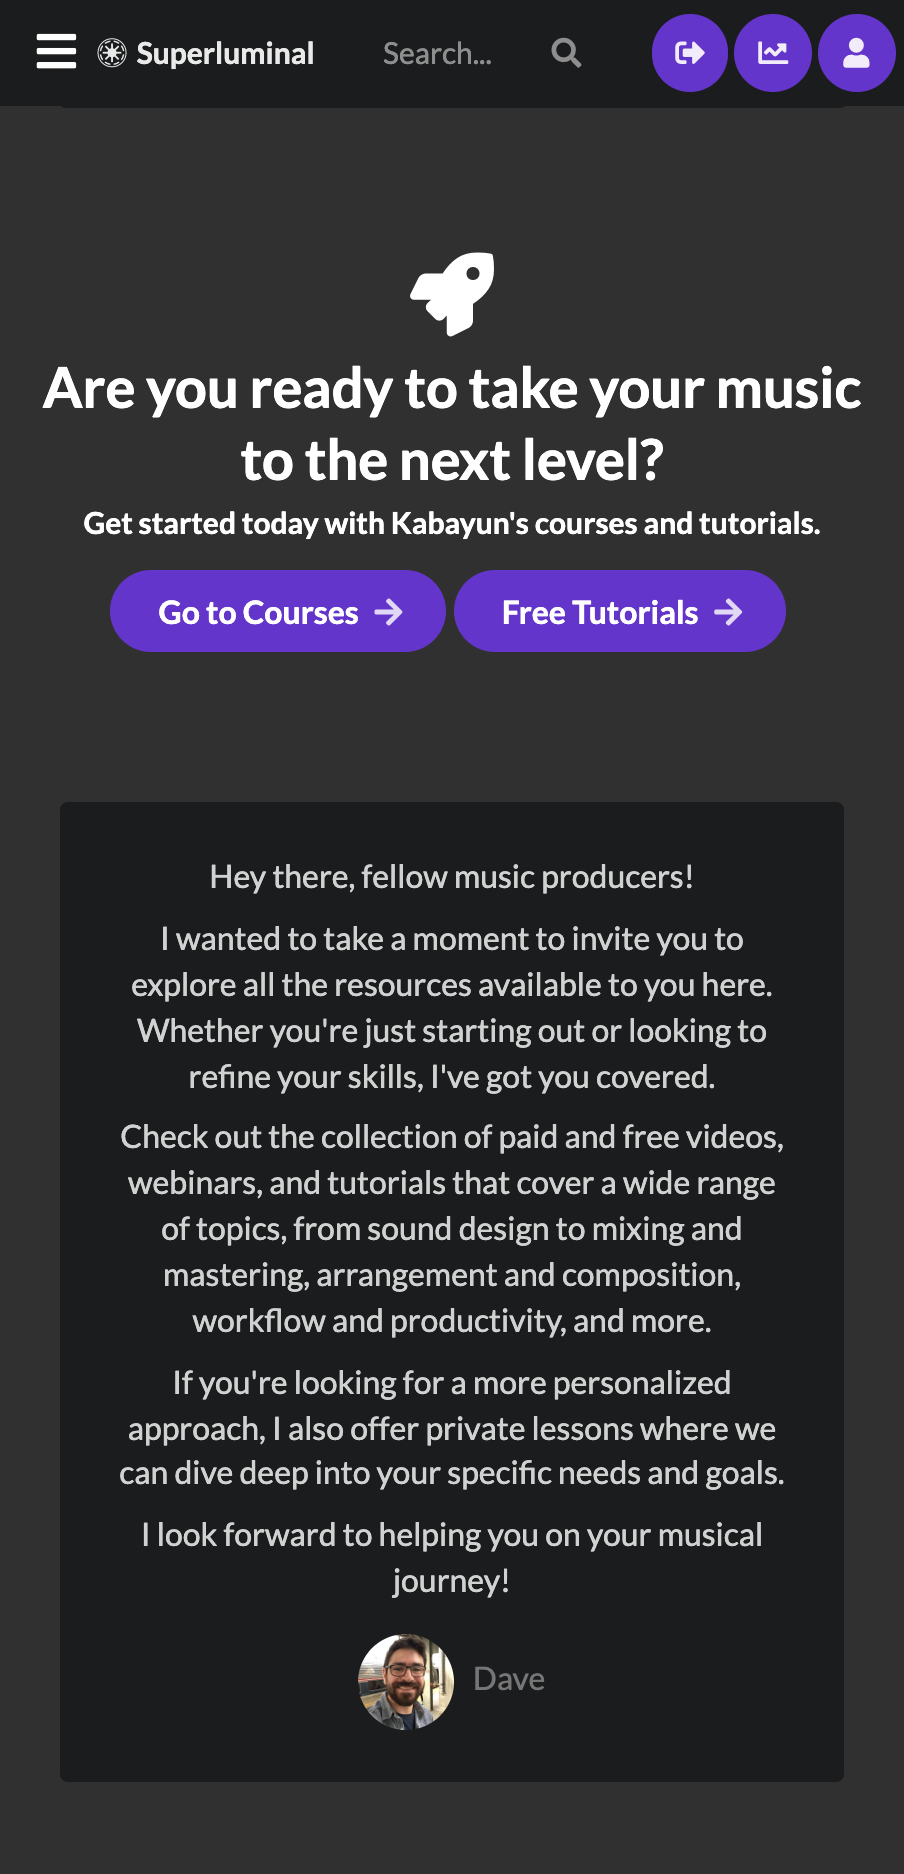 Superluminal
Search...
Are you ready to take your music
to the next level?
Get started today with Kabayun's courses and tutorials.
Go to Courses
Free Tutorials
Hey there, fellow music producers!
I wanted to take a moment to invite you to
explore all the resources available to you here.
Whether you're just starting out or looking to
refine your skills, I've got you covered.
Check out the collection of paid and free videos,
webinars, and tutorials that cover a wide range
of topics, from sound design to mixing and
mastering, arrangement and composition,
workflow and productivity, and more.
If you're looking for a more personalized
approach, I also offer private lessons where we
can dive deep into your specific needs and goals.
I look forward to helping you on your musical
journey!
Dave